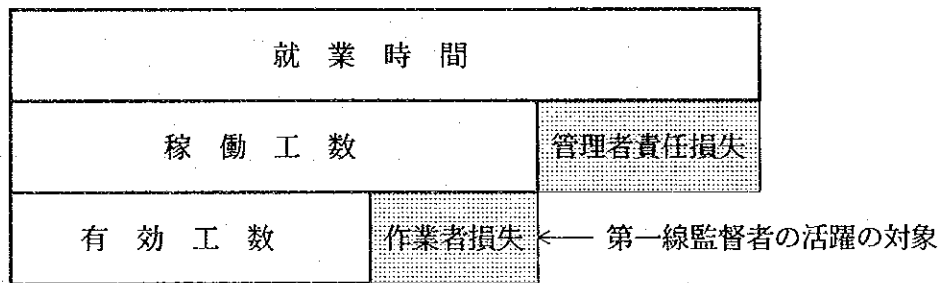 就業時間
稼働工数 管理者責任損失
有効工数 作業者損失 ← 第一線監督者の活躍の対象